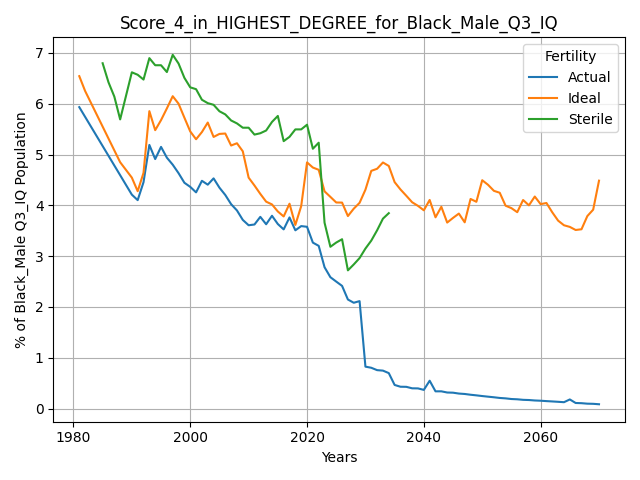 Score_4_in_HIGHEST_DEGREE_for_Black_Male_Q3_IQ
% of Black_Male Q3_IQ Population
7
6
5
4
3
2
1
0
Fertility
Actual
Ideal
Sterile
1980
2000
2020
2040
2060
Years